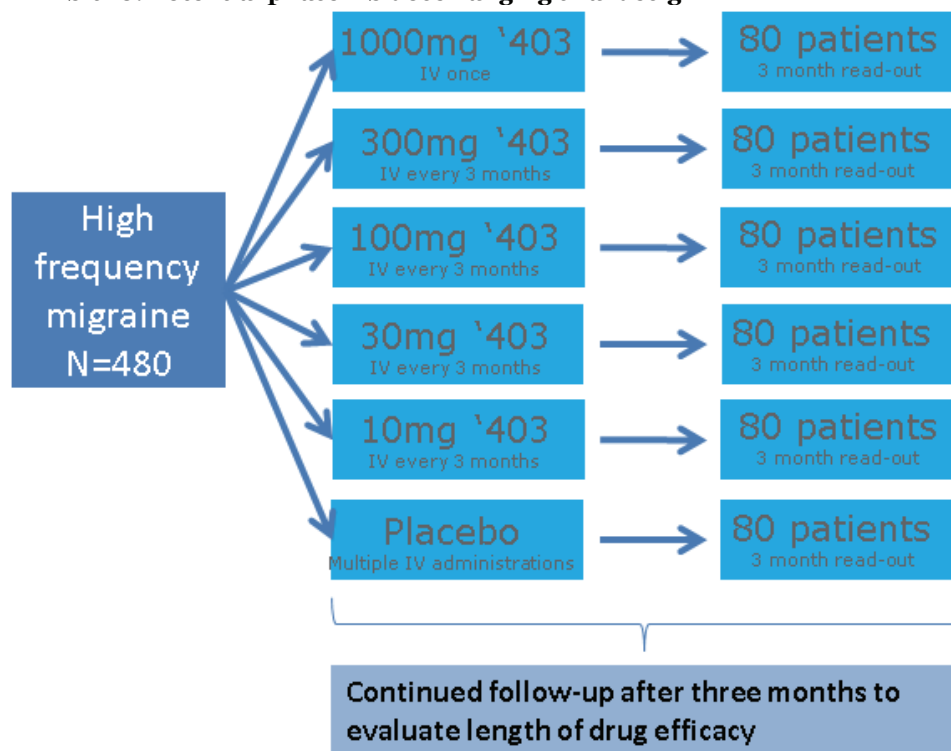 High
frequency
migraine
N=480
1000mg '403
IV once
80 patients
3 month read-out
300mg '403
IV every 3 months
80 patients
3 month read-out
100mg '403
IV every 3 months
80 patients
3 month read-out
30mg '403
IV every 3 months
80 patients
3 month read-out
10mg '403
IV every 3 months
80 patients
3 month read-out
Placebo
Multiple IV administrations
80 patients
3 month read-out
Continued follow-up after three months to
evaluate length of drug efficacy